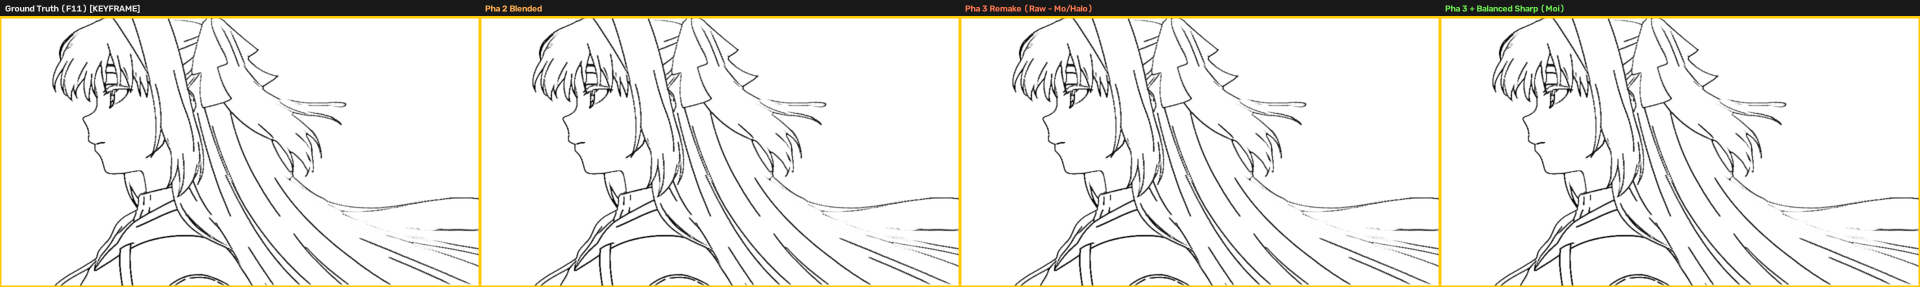 Ground Truth (F11) [KEYFRAME]
Pha 2 Blended
Pha 3 Remake (Raw - Mo/Halo)
Pha 3 + Balanced Sharp (Moi)